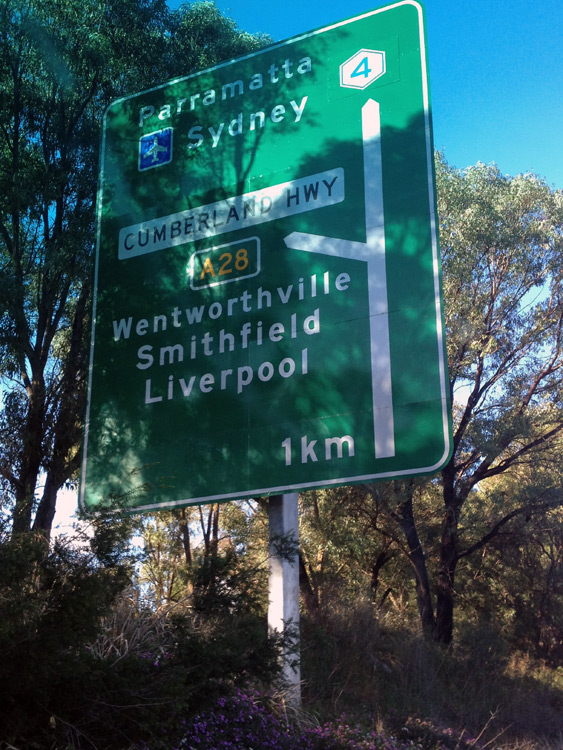 Parramatta 4
Sydney
CUMBERLAND HWY
A28
Wentworthville
Smithfield
Liverpool
1km